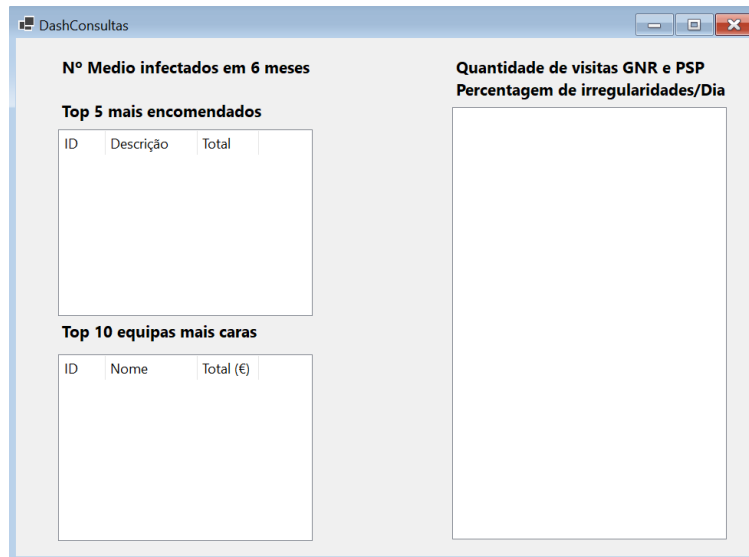 DashConsultas
Nº Medio infectados em 6 meses
Top 5 mais encomendados
ID Descrição Total
Top 10 equipas mais caras
ID Nome Total (€)
Quantidade de visitas GNR e PSP
Percentagem de irregularidades/Dia